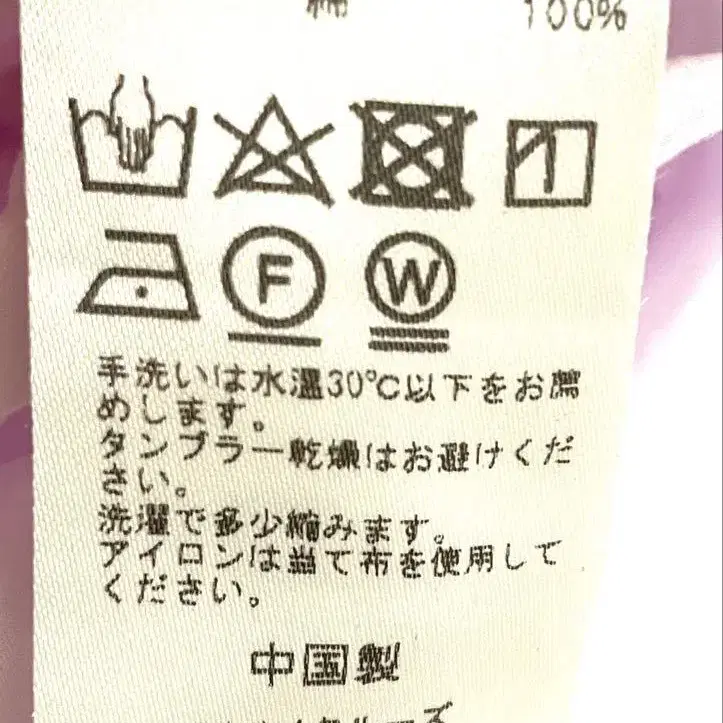 綿 100%
F W
手洗いは水温30℃以下をお薦
めします。
タンブラー乾燥はお避けくだ
さい。
洗濯で多少縮みます。
アイロンは当て布を使用して
ください。
中国製